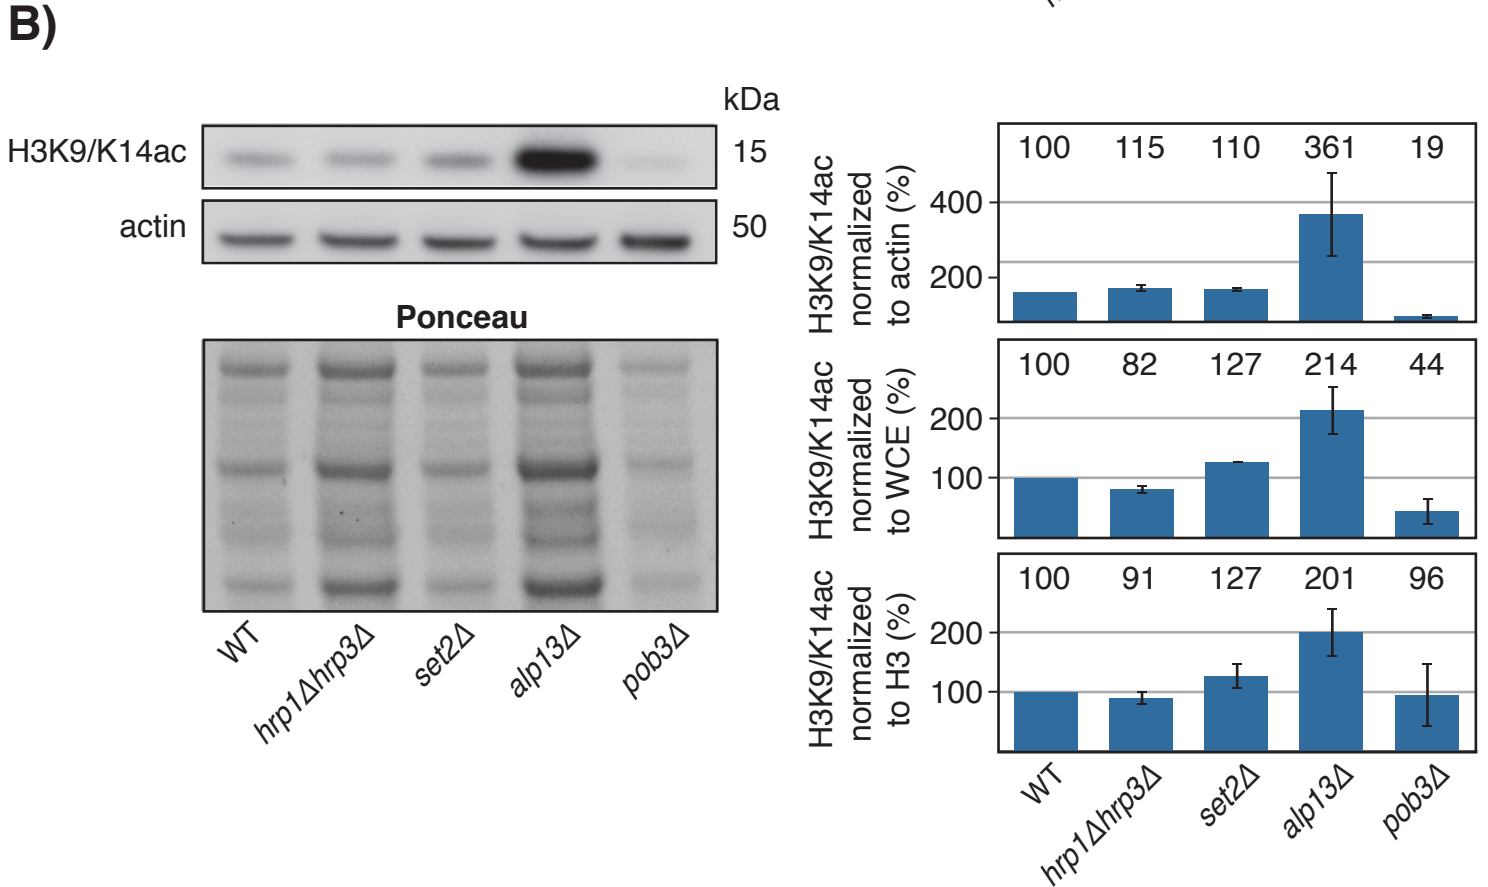 B)
kDa
H3K9/K14ac
15
actin
50
Ponceau
WT
hrp1Δhrp3Δ
set2Δ
alp13Δ
pob3Δ
H3K9/K14ac
normalized
to actin (%)
400
200
100 115 110 361 19
H3K9/K14ac
normalized
to WCE (%)
200
100
100 82 127 214 44
H3K9/K14ac
normalized
to H3 (%)
200
100
100 91 127 201 96
WT
hrp1Δhrp3Δ
set2Δ
alp13Δ
pob3Δ